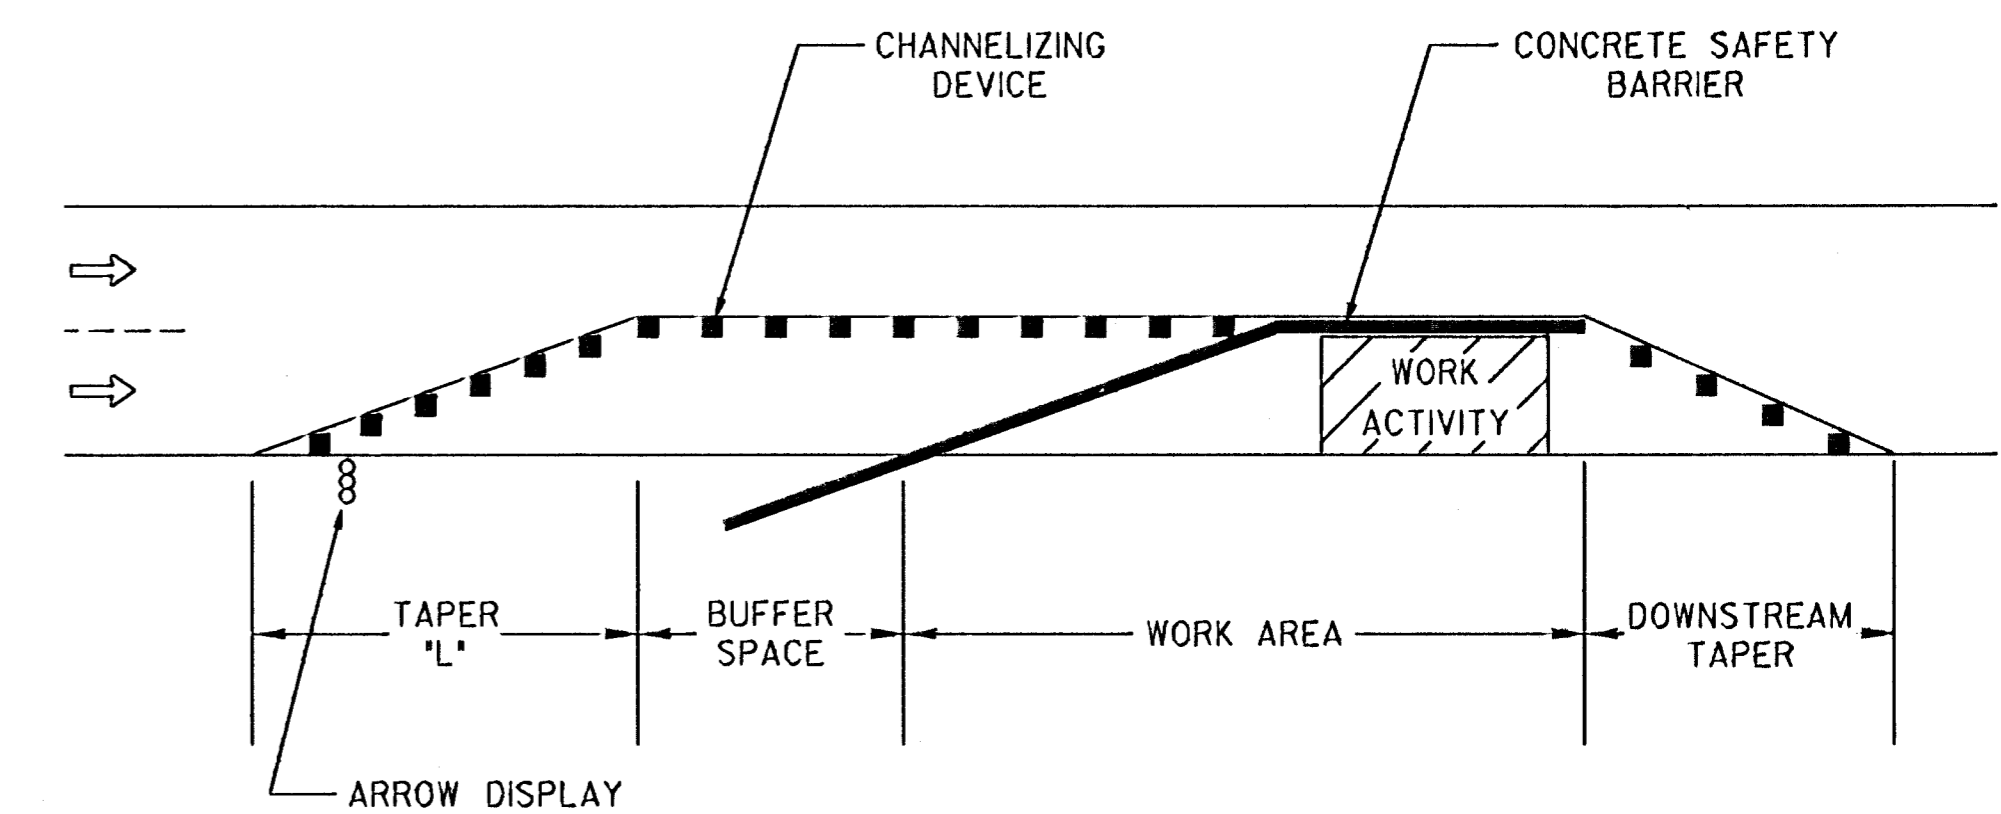 CHANNELIZING
DEVICE
CONCRETE SAFETY
BARRIER
WORK
ACTIVITY
TAPER
"L"
BUFFER
SPACE
WORK AREA
DOWNSTREAM
TAPER
ARROW DISPLAY